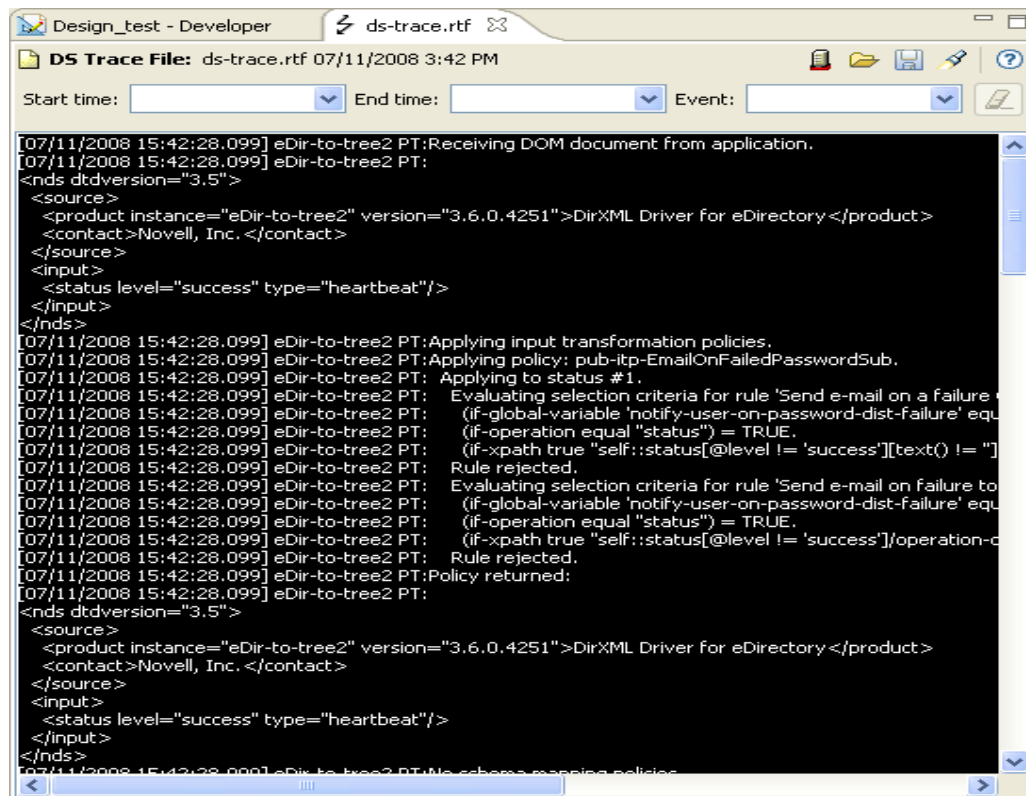 Design_test - Developer
ds-trace.rtf
DS Trace File: ds-trace.rtf 07/11/2008 3:42 PM
Start time:
End time:
Event:
[07/11/2008 15:42:28.099] eDir-to-tree2 PT:Receiving DOM document from application.
[07/11/2008 15:42:28.099] eDir-to-tree2 PT:
<nds dtdversion="3.5">
<source>
<product instance="eDir-to-tree2" version="3.6.0.4251">DirXML Driver for eDirectory</product>
<contact>Novell, Inc.</contact>
</source>
<input>
<status level="success" type="heartbeat"/>
</input>
</nds>
[07/11/2008 15:42:28.099] eDir-to-tree2 PT:Applying input transformation policies.
[07/11/2008 15:42:28.099] eDir-to-tree2 PT:Applying policy: pub-itp-EmailOnFailedPasswordSub.
[07/11/2008 15:42:28.099] eDir-to-tree2 PT: Applying to status #1.
[07/11/2008 15:42:28.099] eDir-to-tree2 PT: Evaluating selection criteria for rule 'Send e-mail on a failure
[07/11/2008 15:42:28.099] eDir-to-tree2 PT: (if-global-variable 'notify-user-on-password-dist-failure' equ
[07/11/2008 15:42:28.099] eDir-to-tree2 PT: (if-operation equal "status") = TRUE.
[07/11/2008 15:42:28.099] eDir-to-tree2 PT: (if-xpath true "self::status[@level != 'success'][text() != '']
[07/11/2008 15:42:28.099] eDir-to-tree2 PT: Rule rejected.
[07/11/2008 15:42:28.099] eDir-to-tree2 PT: Evaluating selection criteria for rule 'Send e-mail on failure to
[07/11/2008 15:42:28.099] eDir-to-tree2 PT: (if-global-variable 'notify-user-on-password-dist-failure' equ
[07/11/2008 15:42:28.099] eDir-to-tree2 PT: (if-operation equal "status") = TRUE.
[07/11/2008 15:42:28.099] eDir-to-tree2 PT: (if-xpath true "self::status[@level != 'success']/operation-d
[07/11/2008 15:42:28.099] eDir-to-tree2 PT: Rule rejected.
[07/11/2008 15:42:28.099] eDir-to-tree2 PT:Policy returned:
[07/11/2008 15:42:28.099] eDir-to-tree2 PT:
<nds dtdversion="3.5">
<source>
<product instance="eDir-to-tree2" version="3.6.0.4251">DirXML Driver for eDirectory</product>
<contact>Novell, Inc.</contact>
</source>
<input>
<status level="success" type="heartbeat"/>
</input>
</nds>
[07/11/2008 15:42:28.099] eDir-to-tree2 PT:No schema mapping policies